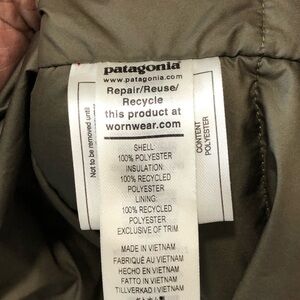 patagonia
www.patagonia.com
Repair/Reuse/
Recycle
this product at
wornwear.com
SHELL:
100% POLYESTER
INSULATION:
100% RECYCLED
POLYESTER
LINING:
100% RECYCLED
POLYESTER
EXCLUSIVE OF TRIM.
MADE IN VIETNAM
FABRIQUÉ AU VIETNAM
HECHO EN VIETNAM
FATTO IN VIETNAM
TILLVERKAD I VIETNAM
Not to be removed until
CONTENT
POLYESTER